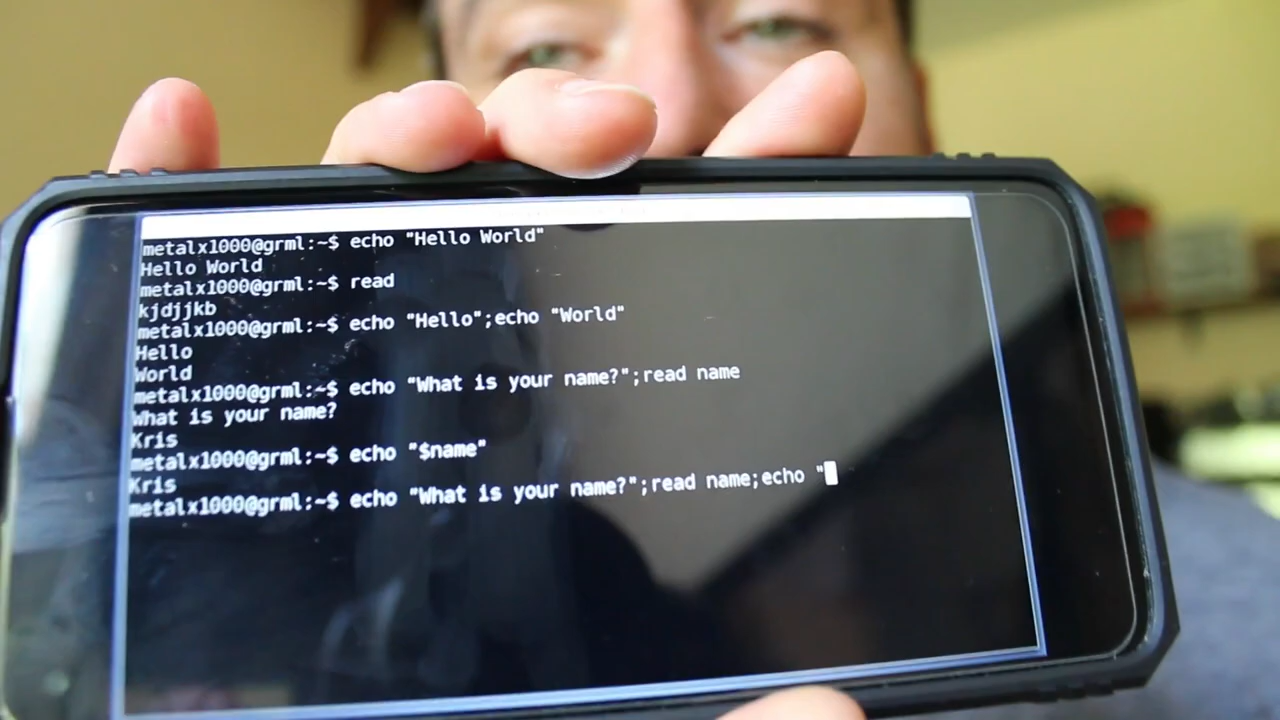 metalx1000@grml:~$ echo "Hello World"
Hello World
metalx1000@grml:~$ read
kjdjjkb
metalx1000@grml:~$ echo "Hello";echo "World"
Hello
World
metalx1000@grml:~$ echo "What is your name?";read name
What is your name?
Kris
metalx1000@grml:~$ echo "$name"
Kris
metalx1000@grml:~$ echo "What is your name?";read name;echo "